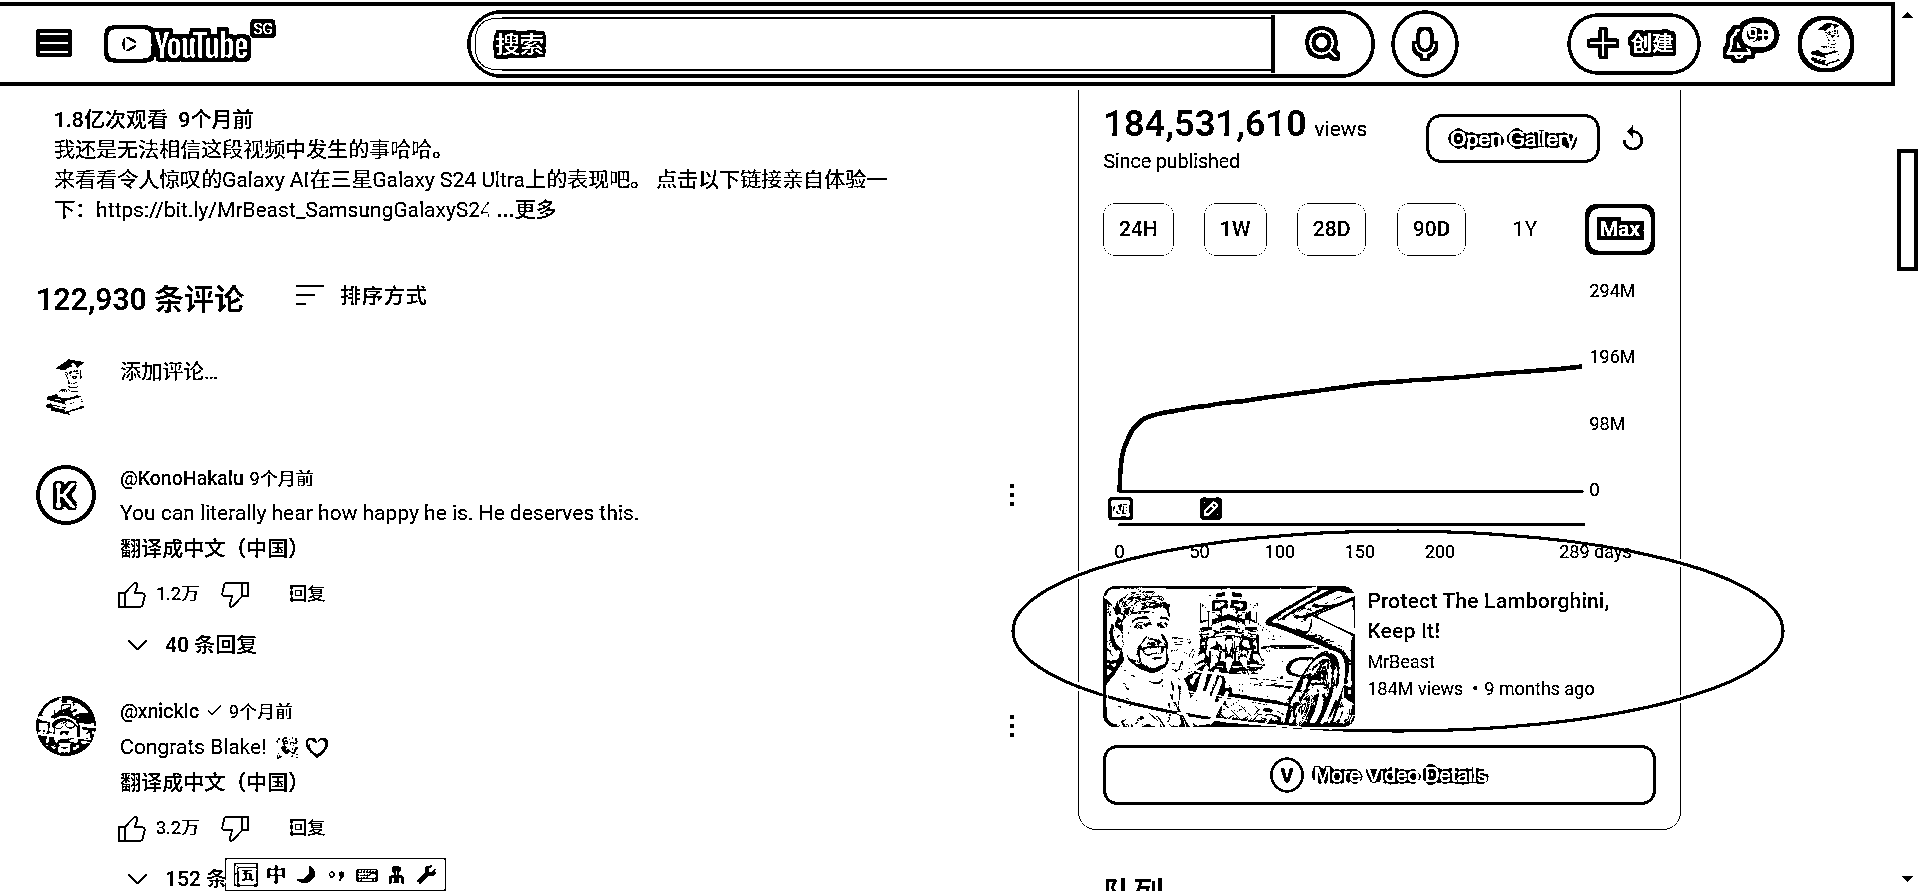 YouTube SG
搜索
创建
9+
1.8亿次观看 9个月前
我还是无法相信这段视频中发生的事哈哈。
来看看令人惊叹的Galaxy AI在三星Galaxy S24 Ultra上的表现吧。 点击以下链接亲自体验一
下：https://bit.ly/MrBeast_SamsungGalaxyS24 ...更多
122,930 条评论
排序方式
添加评论...
K
@KonoHakalu 9个月前
You can literally hear how happy he is. He deserves this.
翻译成中文（中国）
1.2万
回复
40 条回复
@xnicklc 9个月前
Congrats Blake!
翻译成中文（中国）
3.2万
回复
152 条
中
184,531,610 views
Since published
Open Gallery
24H 1W 28D 90D 1Y Max
294M
196M
98M
0
0 50 100 150 200 289 days
Protect The Lamborghini,
Keep It!
MrBeast
184M views • 9 months ago
V More Video Details
队列